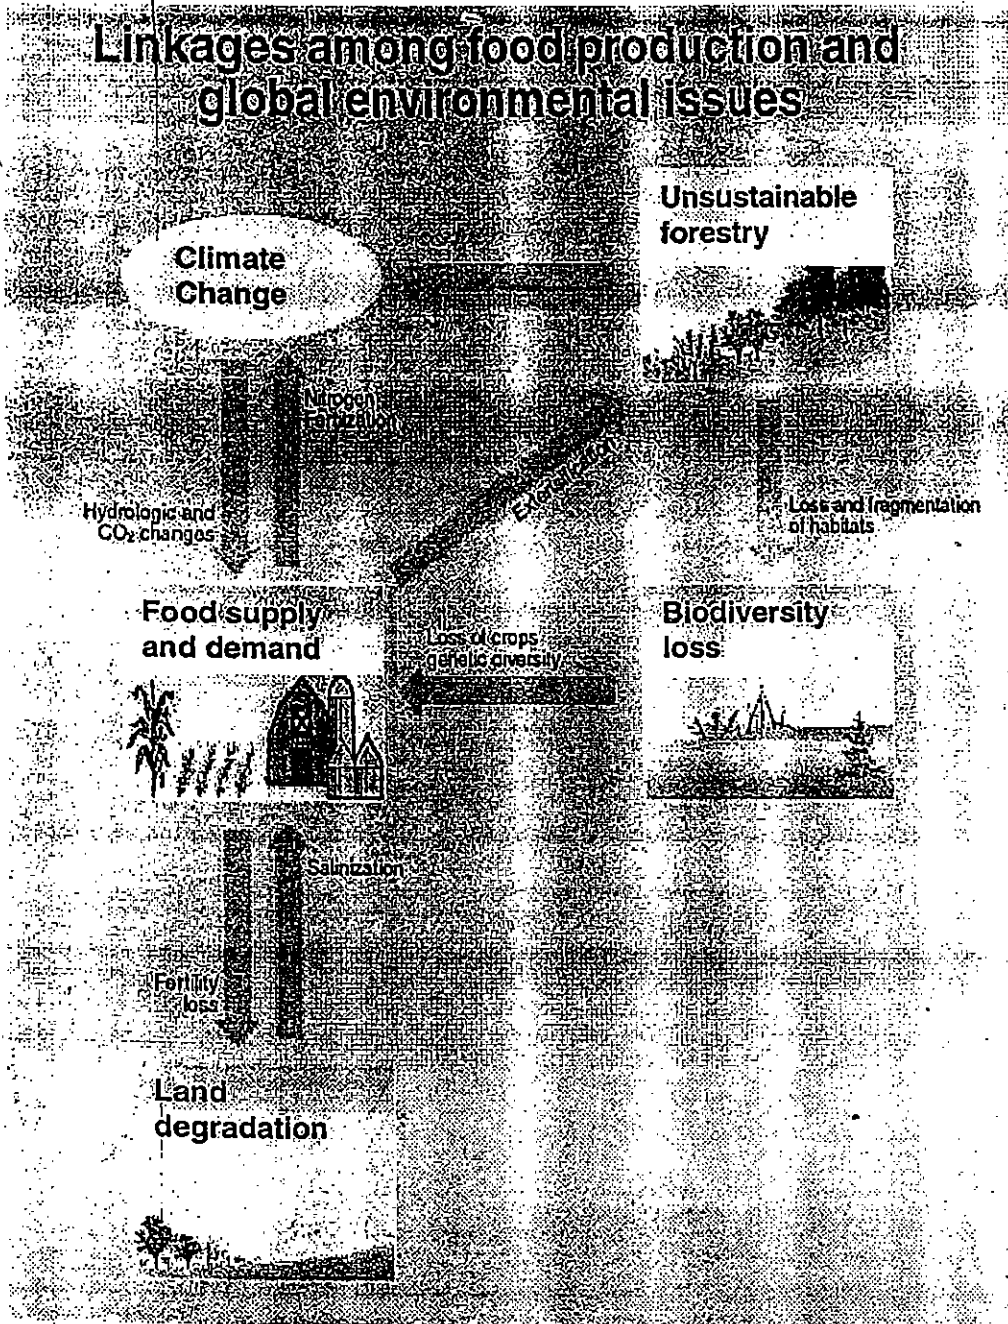 Linkages among food production and
global environmental issues
Unsustainable
forestry
Climate
Change
Nitrogen
Hydrologic and
CO₂ changes
Loss and fragmentation
of habitats
Food supply
and demand
Loss of crops
genetic diversity
Biodiversity
loss
Salinization
Fertility
loss
Land
degradation